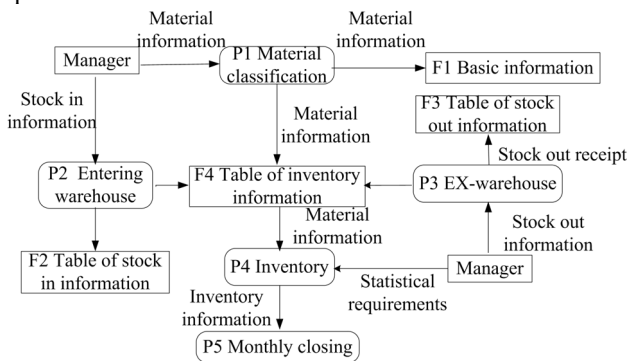 Material
information
Material
information
Manager
P1 Material
classification
F1 Basic information
Stock in
information
Material
information
F3 Table of stock
out information
Stock out receipt
P2 Entering
warehouse
F4 Table of inventory
information
P3 EX-warehouse
Material
information
Stock out
information
F2 Table of stock
in information
P4 Inventory
Statistical
requirements
Manager
Inventory
information
P5 Monthly closing